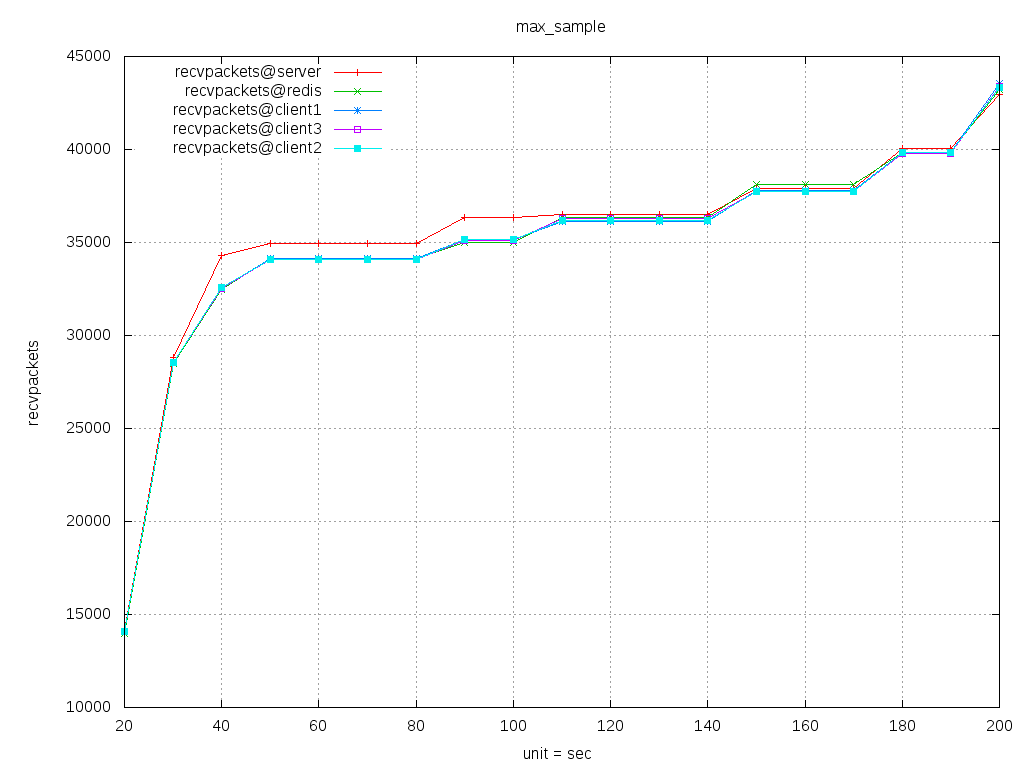 max_sample
45000
40000
35000
30000
25000
20000
15000
10000
recvpackets
recvpackets@server
recvpackets@redis
recvpackets@client1
recvpackets@client3
recvpackets@client2
20 40 60 80 100 120 140 160 180 200
unit = sec